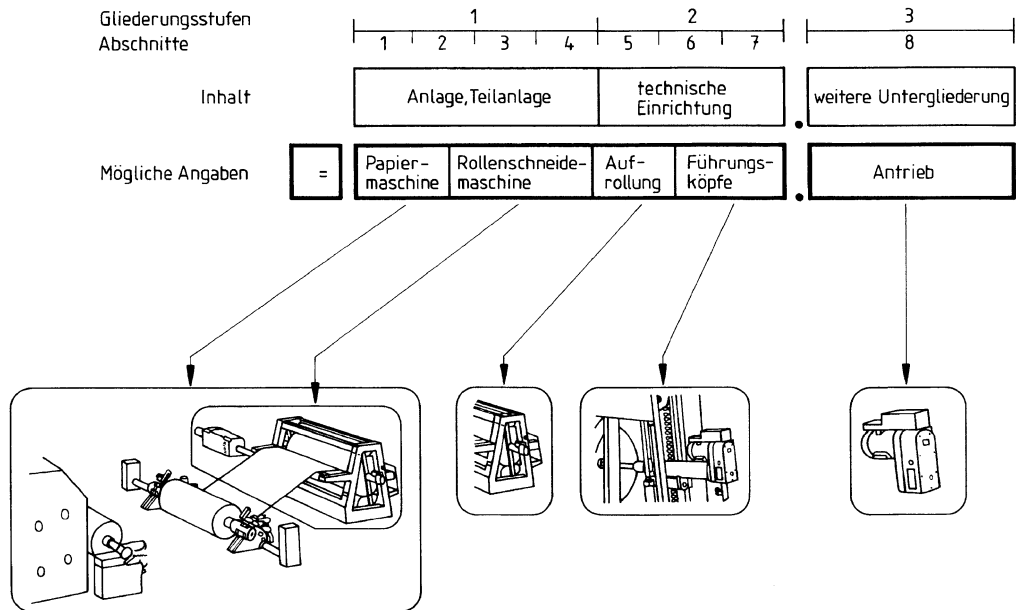 Gliederungsstufen 1 2 3
Abschnitte 1 2 3 4 5 6 7 8
Inhalt Anlage,Teilanlage technische . weitere Untergliederung
Einrichtung
Mögliche Angaben = Papier- Rollenschneide- Auf- Führungs- . Antrieb
maschine maschine rollung köpfe